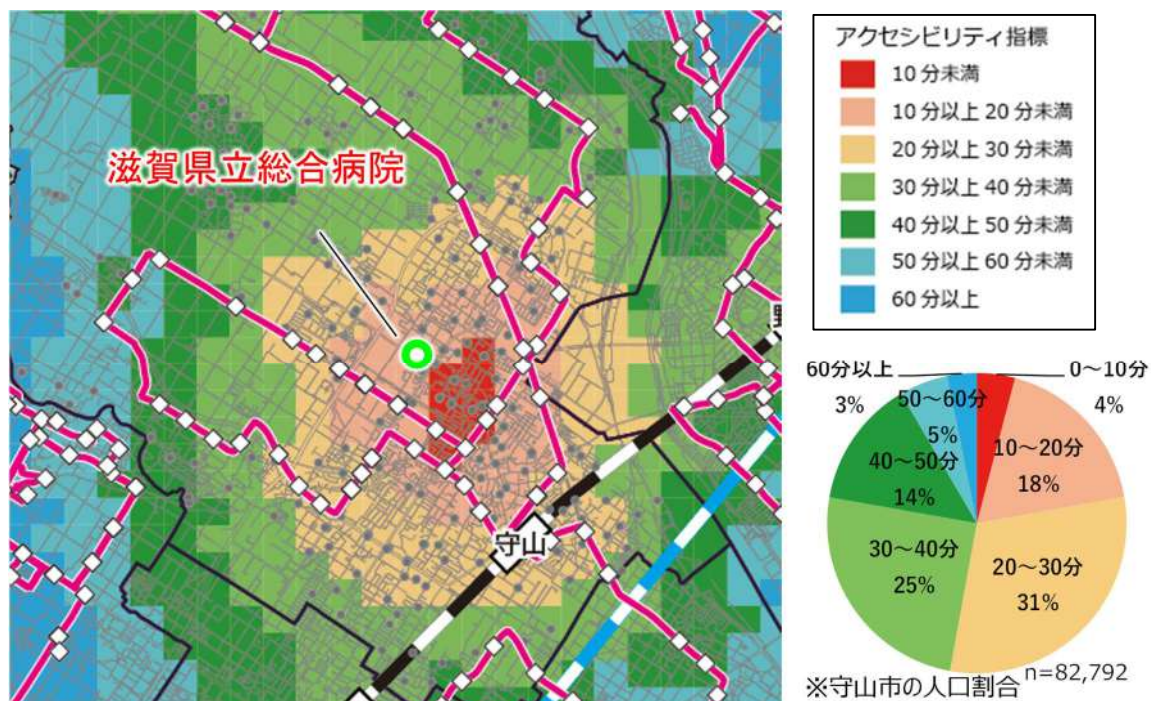 滋賀県立総合病院
守山
野
アクセシビリティ指標
10分未満
10分以上20分未満
20分以上30分未満
30分以上40分未満
40分以上50分未満
50分以上60分未満
60分以上
60分以上
3%
50～60分
5%
0～10分
4%
10～20分
18%
40～50分
14%
30～40分
25%
20～30分
31%
※守山市の人口割合
n=82,792